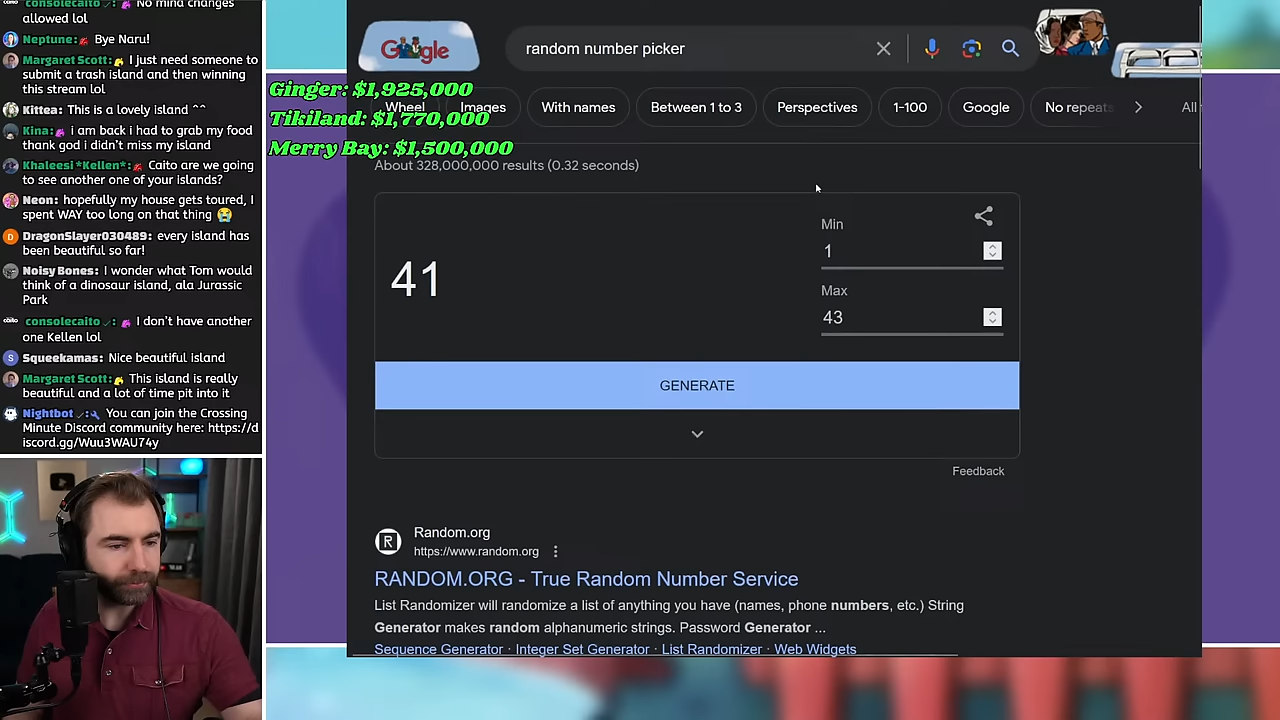 consolecaito: No mind changes
allowed lol
Neptune: Bye Naru!
Margaret Scott: I just need someone to
submit a trash island and then winning
this stream lol
Kittea: This is a lovely island ^^
Kina: i am back i had to grab my food
thank god i didn't miss my island
Khaleesi *Kellen*: Caito are we going
to see another one of your islands?
Neon: hopefully my house gets toured, I
spent WAY too long on that thing 😭
DragonSlayer030489: every island has
been beautiful so far!
Noisy Bones: I wonder what Tom would
think of a dinosaur island, ala Jurassic
Park
consolecaito: I don't have another
one Kellen lol
Squeekamas: Nice beautiful island
Margaret Scott: This island is really
beautiful and a lot of time pit into it
Nightbot: You can join the Crossing
Minute Discord community here: https://d
iscord.gg/Wuu3WAU74y
Google
random number picker
Ginger: $1,925,000
Tikiland: $1,770,000
Merry Bay: $1,500,000
Wheel
Images
With names
Between 1 to 3
Perspectives
1-100
Google
No repeats
All
About 328,000,000 results (0.32 seconds)
41
Min
1
Max
43
GENERATE
Feedback
R
Random.org
https://www.random.org
RANDOM.ORG - True Random Number Service
List Randomizer will randomize a list of anything you have (names, phone numbers, etc.) String
Generator makes random alphanumeric strings. Password Generator ...
Sequence Generator · Integer Set Generator · List Randomizer · Web Widgets